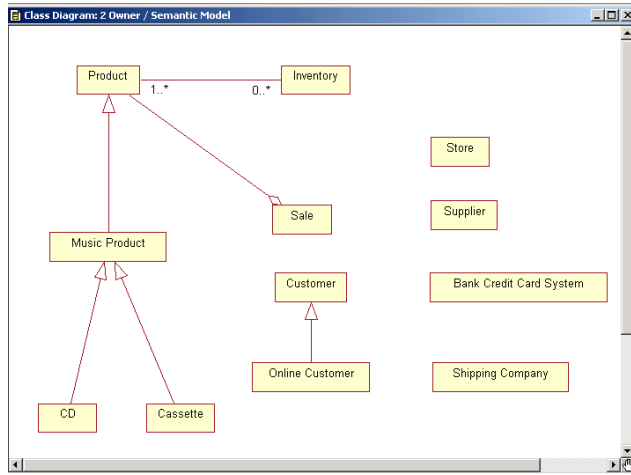 Class Diagram: 2 Owner / Semantic Model
Product
1..*
0..*
Inventory
Store
Supplier
Sale
Music Product
Customer
Bank Credit Card System
Online Customer
Shipping Company
CD
Cassette